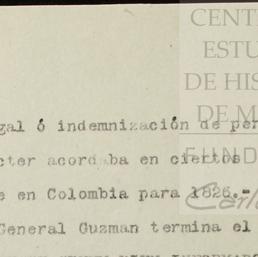 CENT
ESTU
DE HIS
DE M
FUND
gal ó indemnización de per
cter acordaba en ciertos
e en Colombia para 1826.-
General Guzman termina el